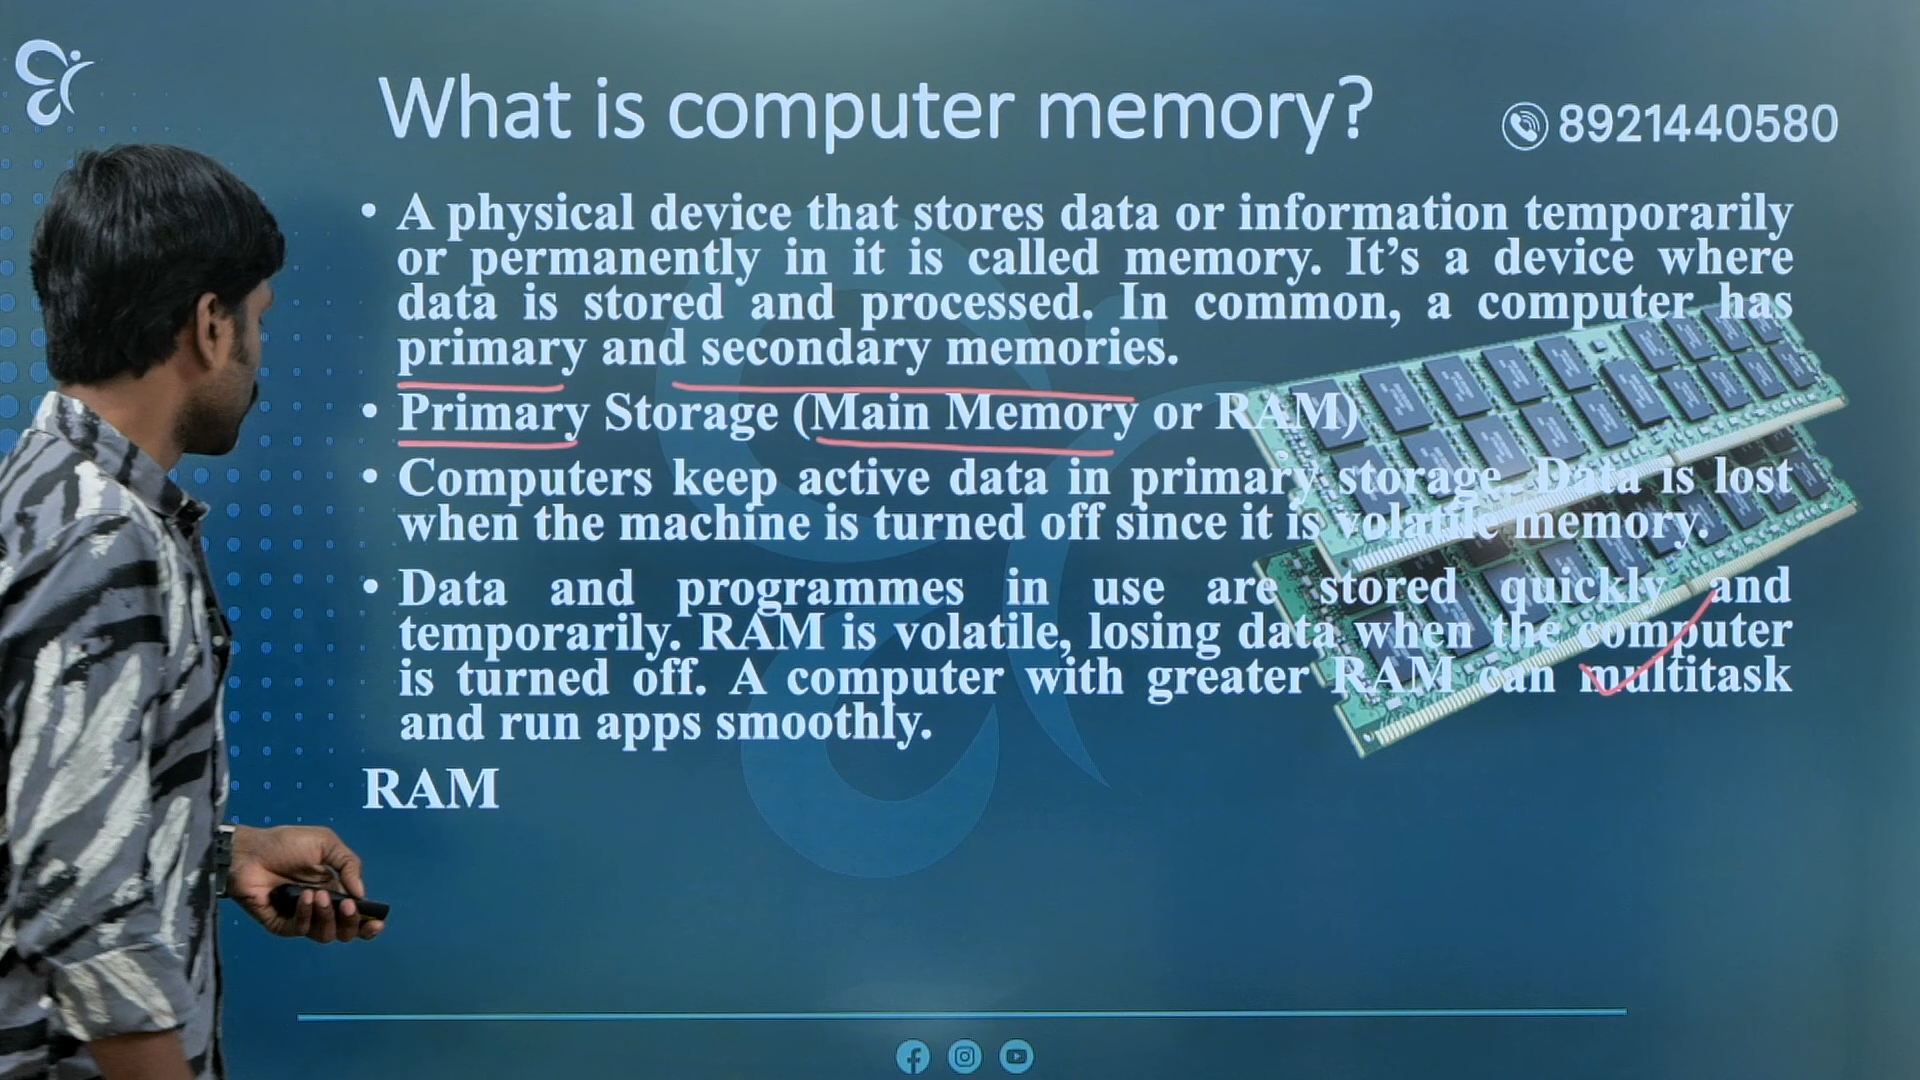 What is computer memory?
8921440580
• A physical device that stores data or information temporarily
or permanently in it is called memory. It’s a device where
data is stored and processed. In common, a computer has
primary and secondary memories.
• Primary Storage (Main Memory or RAM)
• Computers keep active data in primary storage. Data is lost
when the machine is turned off since it is volatile memory.
• Data and programmes in use are stored quickly and
temporarily. RAM is volatile, losing data when the computer
is turned off. A computer with greater RAM can multitask
and run apps smoothly.
RAM